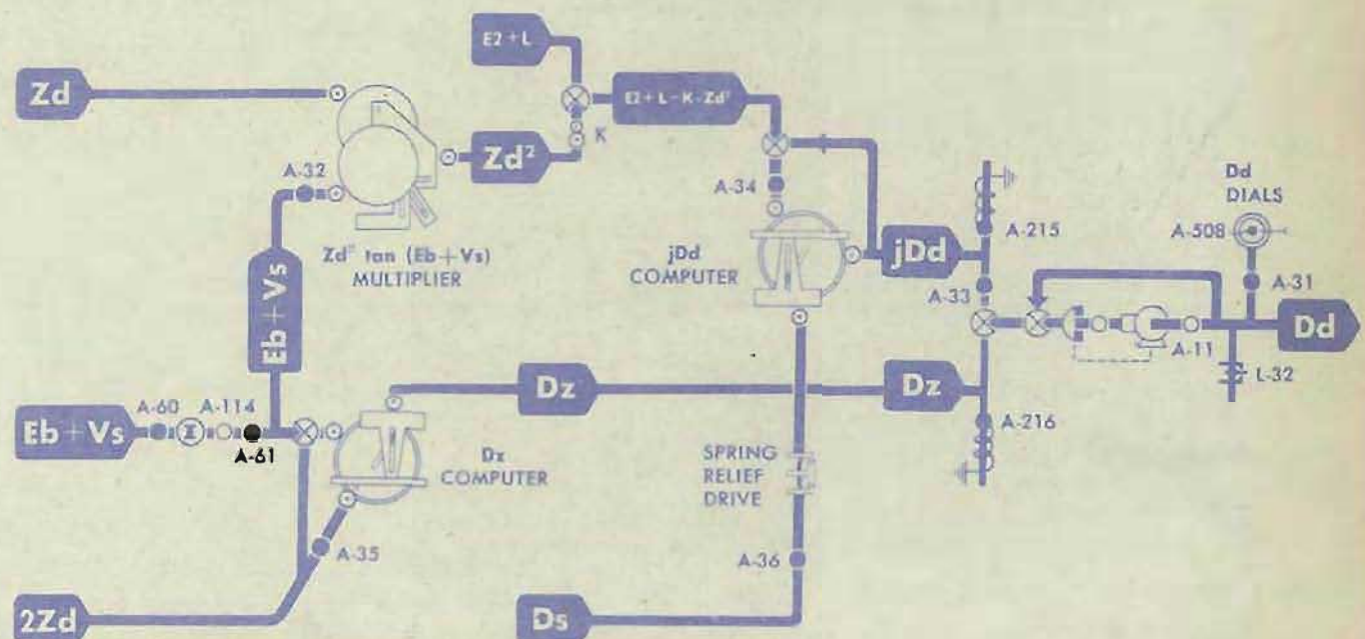 E2+L
Zd
E2+L-K·Zd²
K
Zd²
A-32
A-34
Dd
DIALS
A-508
A-215
Zd² tan (Eb+Vs)
MULTIPLIER
jDd
COMPUTER
jDd
A-31
A-33
Eb+Vs
Dd
A-11
L-32
Dz
Dz
A-60
A-114
Eb+Vs
A-61
A-216
Dz
COMPUTER
SPRING
RELIEF
DRIVE
A-35
A-36
2Zd
Ds